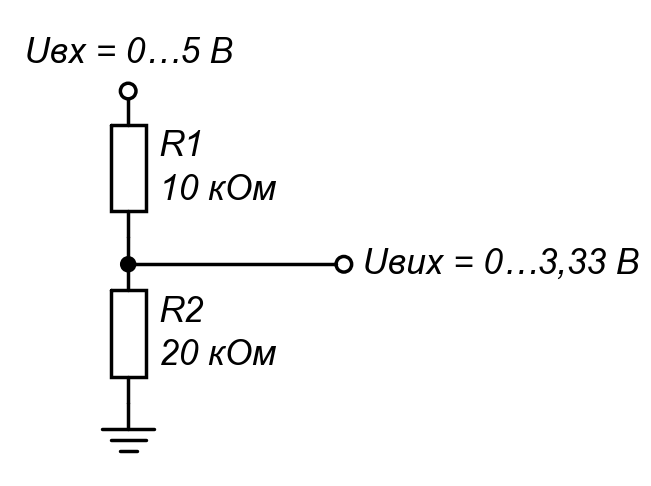 Uвх = 0...5 В
R1
10 кОм
Uвих = 0...3,33 В
R2
20 кОм